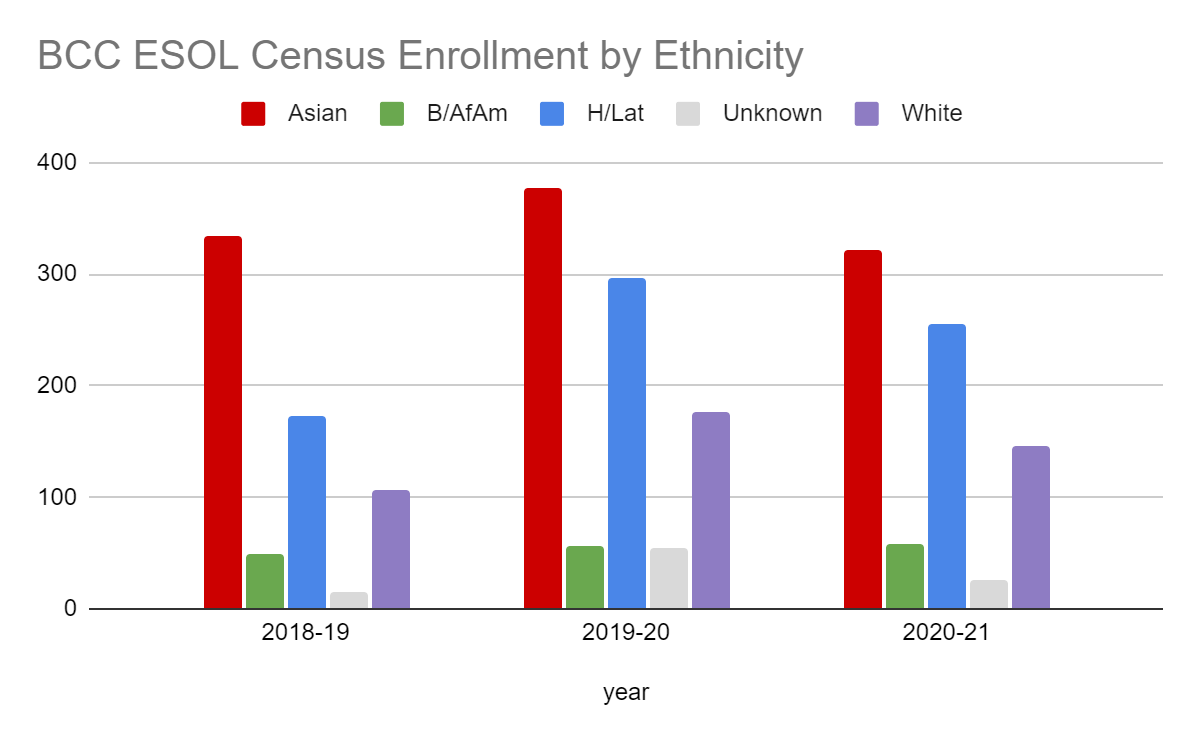 BCC ESOL Census Enrollment by Ethnicity
Asian B/AfAm H/Lat Unknown White
400
300
200
100
0
2018-19 2019-20 2020-21
year